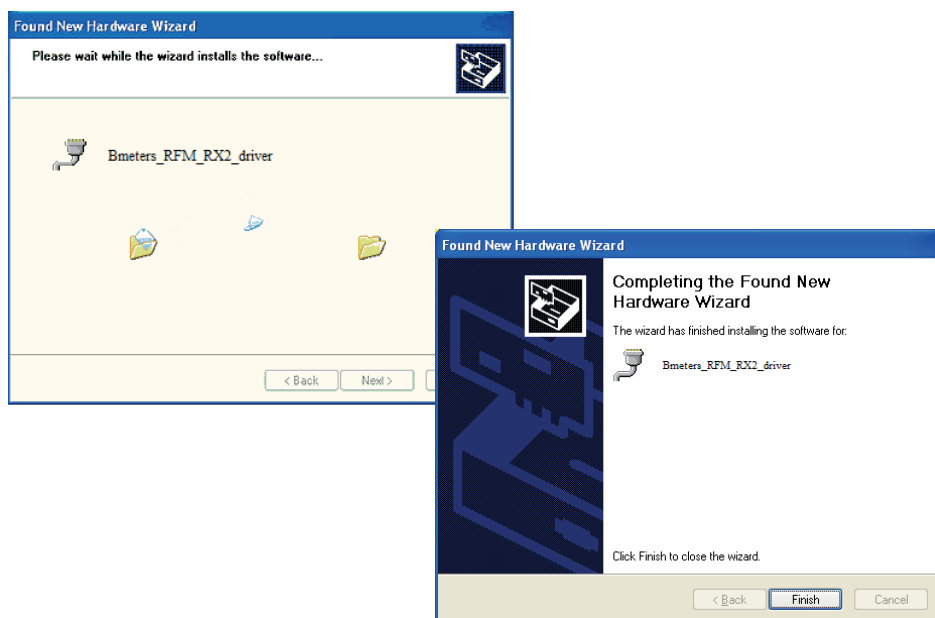 Found New Hardware Wizard
Please wait while the wizard installs the software...
Bmeters_RFM_RX2_driver
< Back
Next >
Found New Hardware Wizard
Completing the Found New
Hardware Wizard
The wizard has finished installing the software for:
Bmeters_RFM_RX2_driver
Click Finish to close the wizard.
< Back
Finish
Cancel